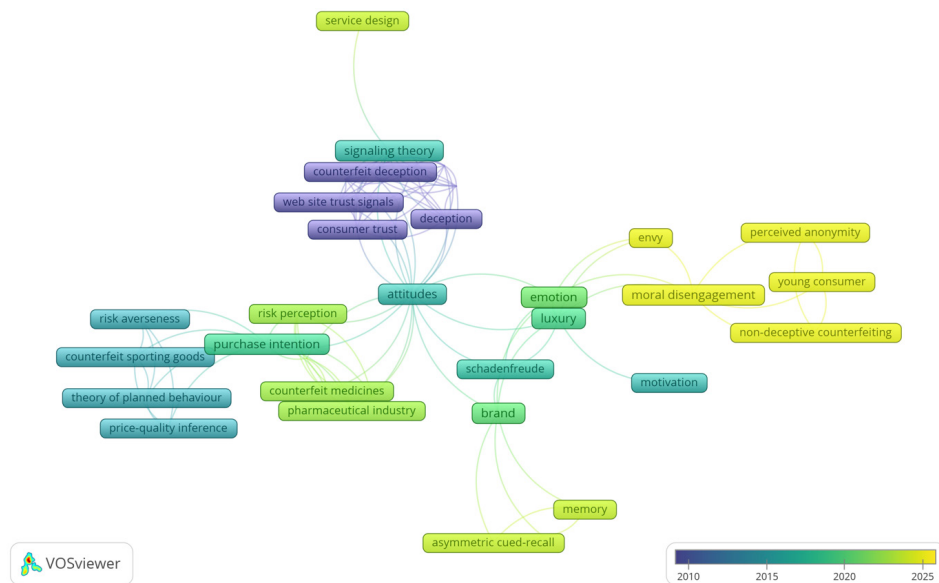 service design
signaling theory
counterfeit deception
web site trust signals
deception
consumer trust
envy
perceived anonymity
young consumer
attitudes
emotion
moral disengagement
risk perception
luxury
risk averseness
non-deceptive counterfeiting
purchase intention
counterfeit sporting goods
schadenfreude
motivation
counterfeit medicines
theory of planned behaviour
pharmaceutical industry
brand
price-quality inference
memory
asymmetric cued-recall
VOSviewer
2010 2015 2020 2025